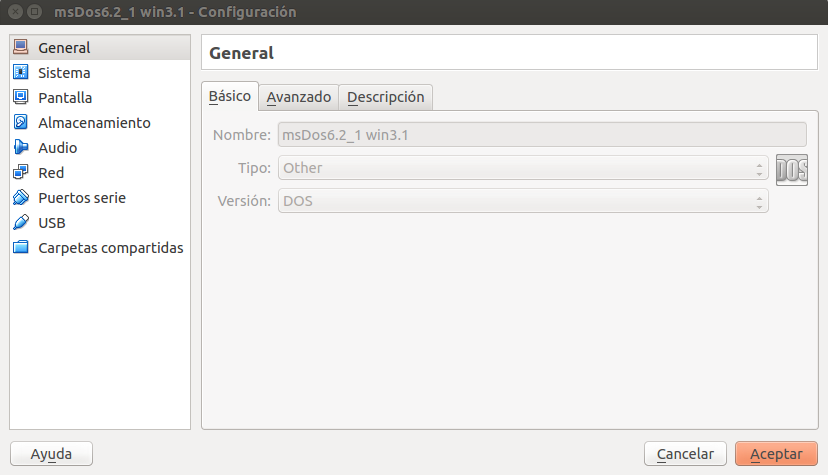 msDos6.2_1 win3.1 - Configuración
General
Sistema
Pantalla
Almacenamiento
Audio
Red
Puertos serie
USB
Carpetas compartidas
General
Básico Avanzado Descripción
Nombre: msDos6.2_1 win3.1
Tipo: Other
DOS
Versión: DOS
Ayuda Cancelar Aceptar